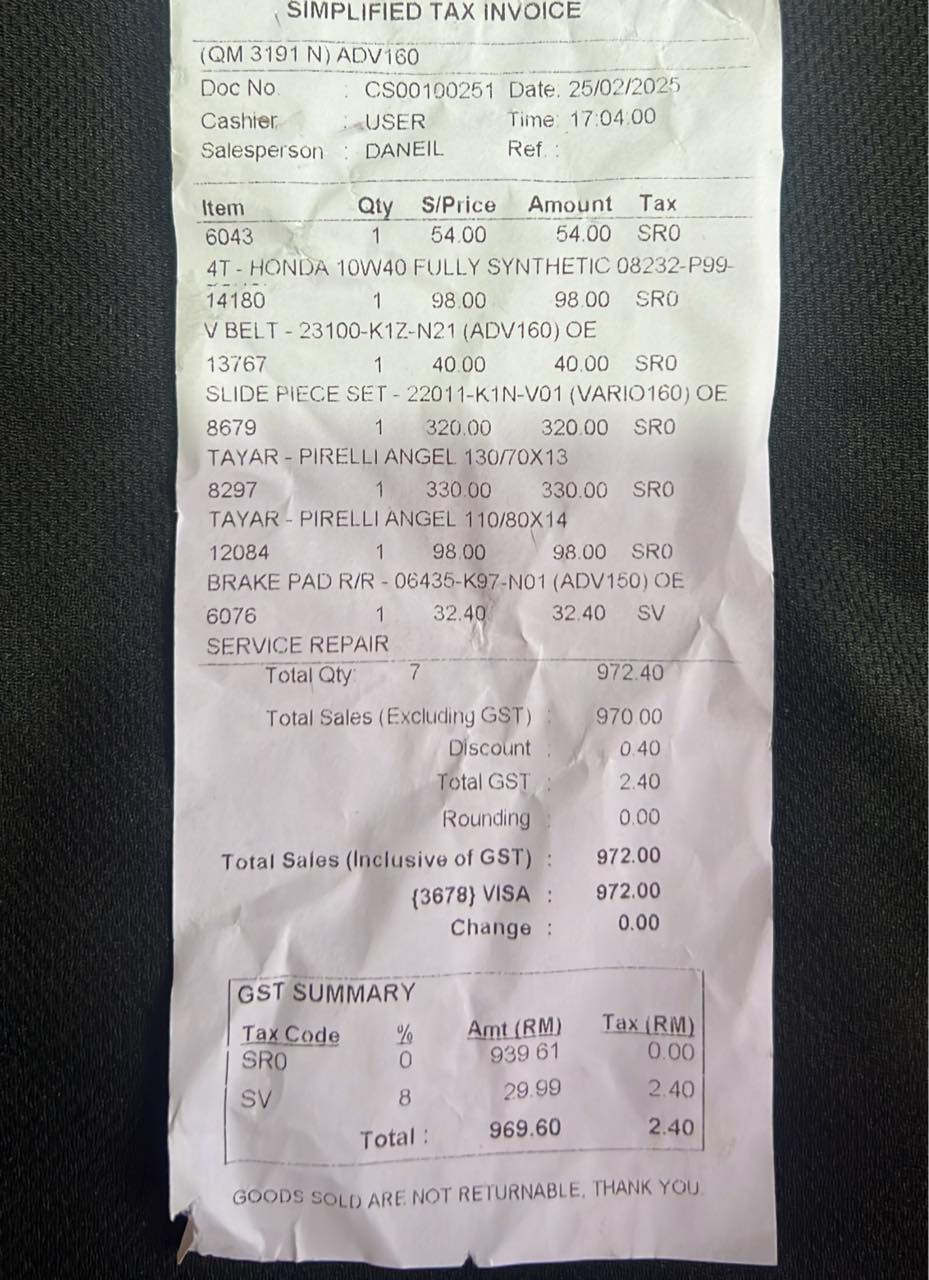 SIMPLIFIED TAX INVOICE
(QM 3191 N) ADV160
Doc No. : CS00100251 Date: 25/02/2025
Cashier : USER Time: 17:04:00
Salesperson : DANEIL Ref. :
Item Qty S/Price Amount Tax
6043 1 54.00 54.00 SR0
4T - HONDA 10W40 FULLY SYNTHETIC 08232-P99-
14180 1 98.00 98.00 SR0
V BELT - 23100-K1Z-N21 (ADV160) OE
13767 1 40.00 40.00 SR0
SLIDE PIECE SET - 22011-K1N-V01 (VARIO160) OE
8679 1 320.00 320.00 SR0
TAYAR - PIRELLI ANGEL 130/70X13
8297 1 330.00 330.00 SR0
TAYAR - PIRELLI ANGEL 110/80X14
12084 1 98.00 98.00 SR0
BRAKE PAD R/R - 06435-K97-N01 (ADV150) OE
6076 1 32.40 32.40 SV
SERVICE REPAIR
Total Qty: 7 972.40
Total Sales (Excluding GST) : 970.00
Discount : 0.40
Total GST : 2.40
Rounding : 0.00
Total Sales (Inclusive of GST) : 972.00
{3678} VISA : 972.00
Change : 0.00
GST SUMMARY
Tax Code % Amt (RM) Tax (RM)
SR0 0 939.61 0.00
SV 8 29.99 2.40
Total : 969.60 2.40
GOODS SOLD ARE NOT RETURNABLE, THANK YOU.